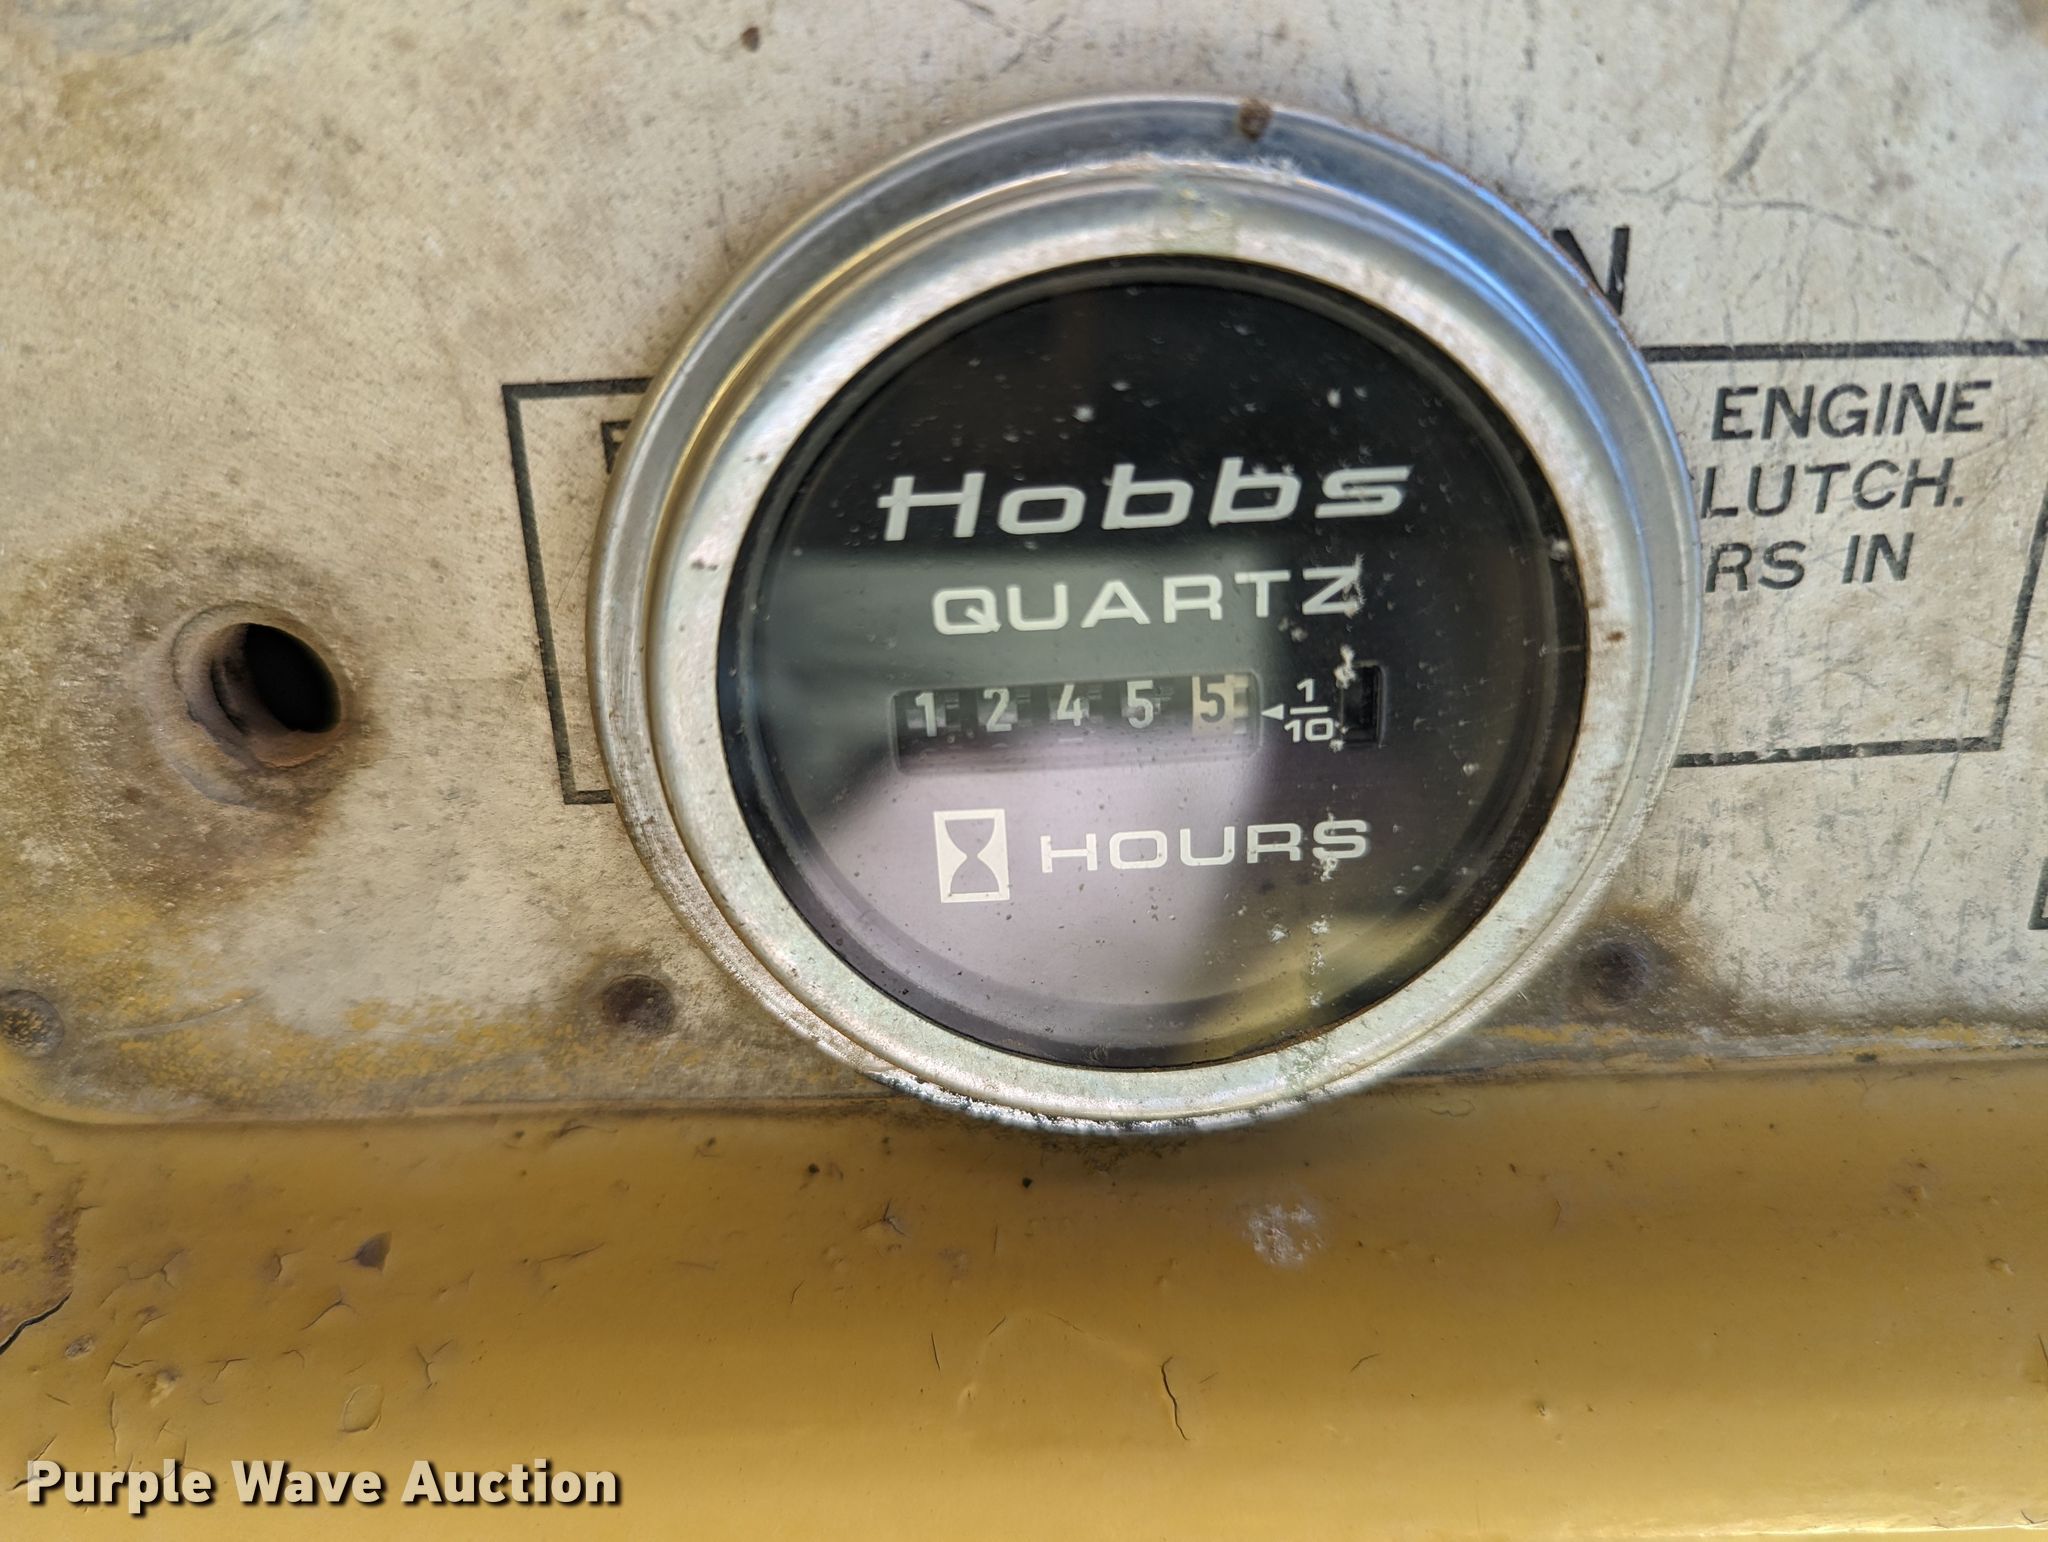 N
ENGINE
LUTCH.
RS IN
Hobbs
QUARTZ
1 2 4 5 5 ◄ 1/10
HOURS
Purple Wave Auction